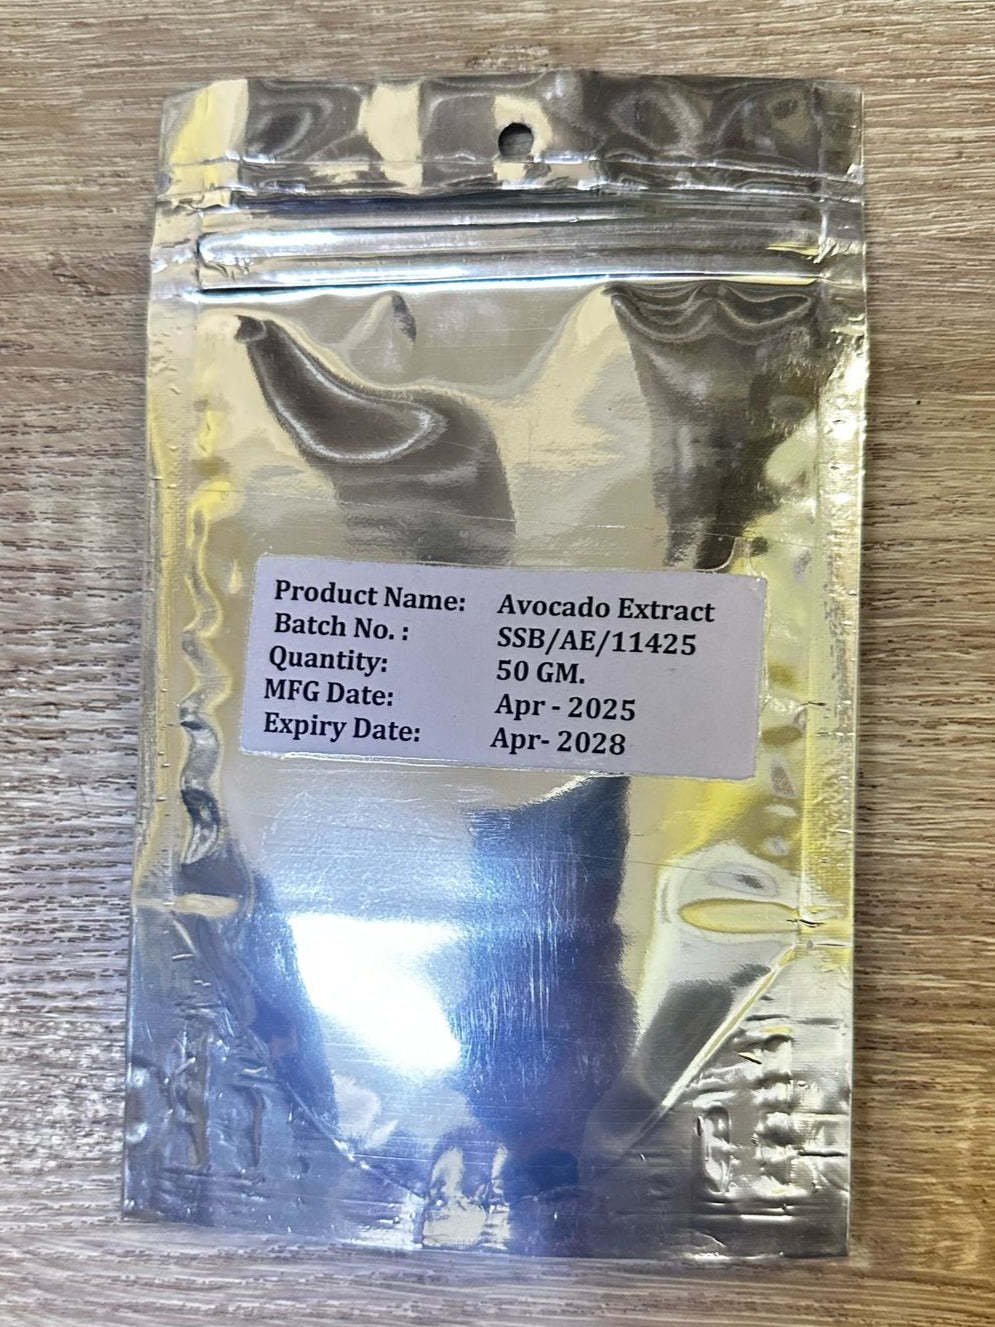 Product Name: Avocado Extract
Batch No. : SSB/AE/11425
Quantity: 50 GM.
MFG Date: Apr - 2025
Expiry Date: Apr- 2028